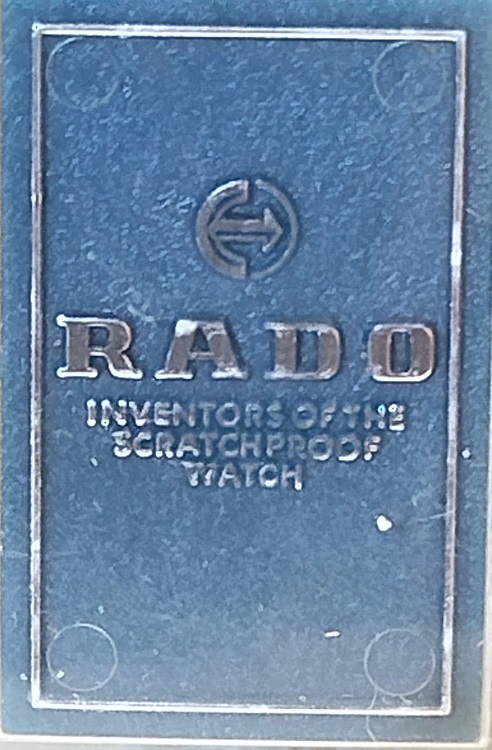 RADO
INVENTORS OF THE
SCRATCHPROOF
WATCH